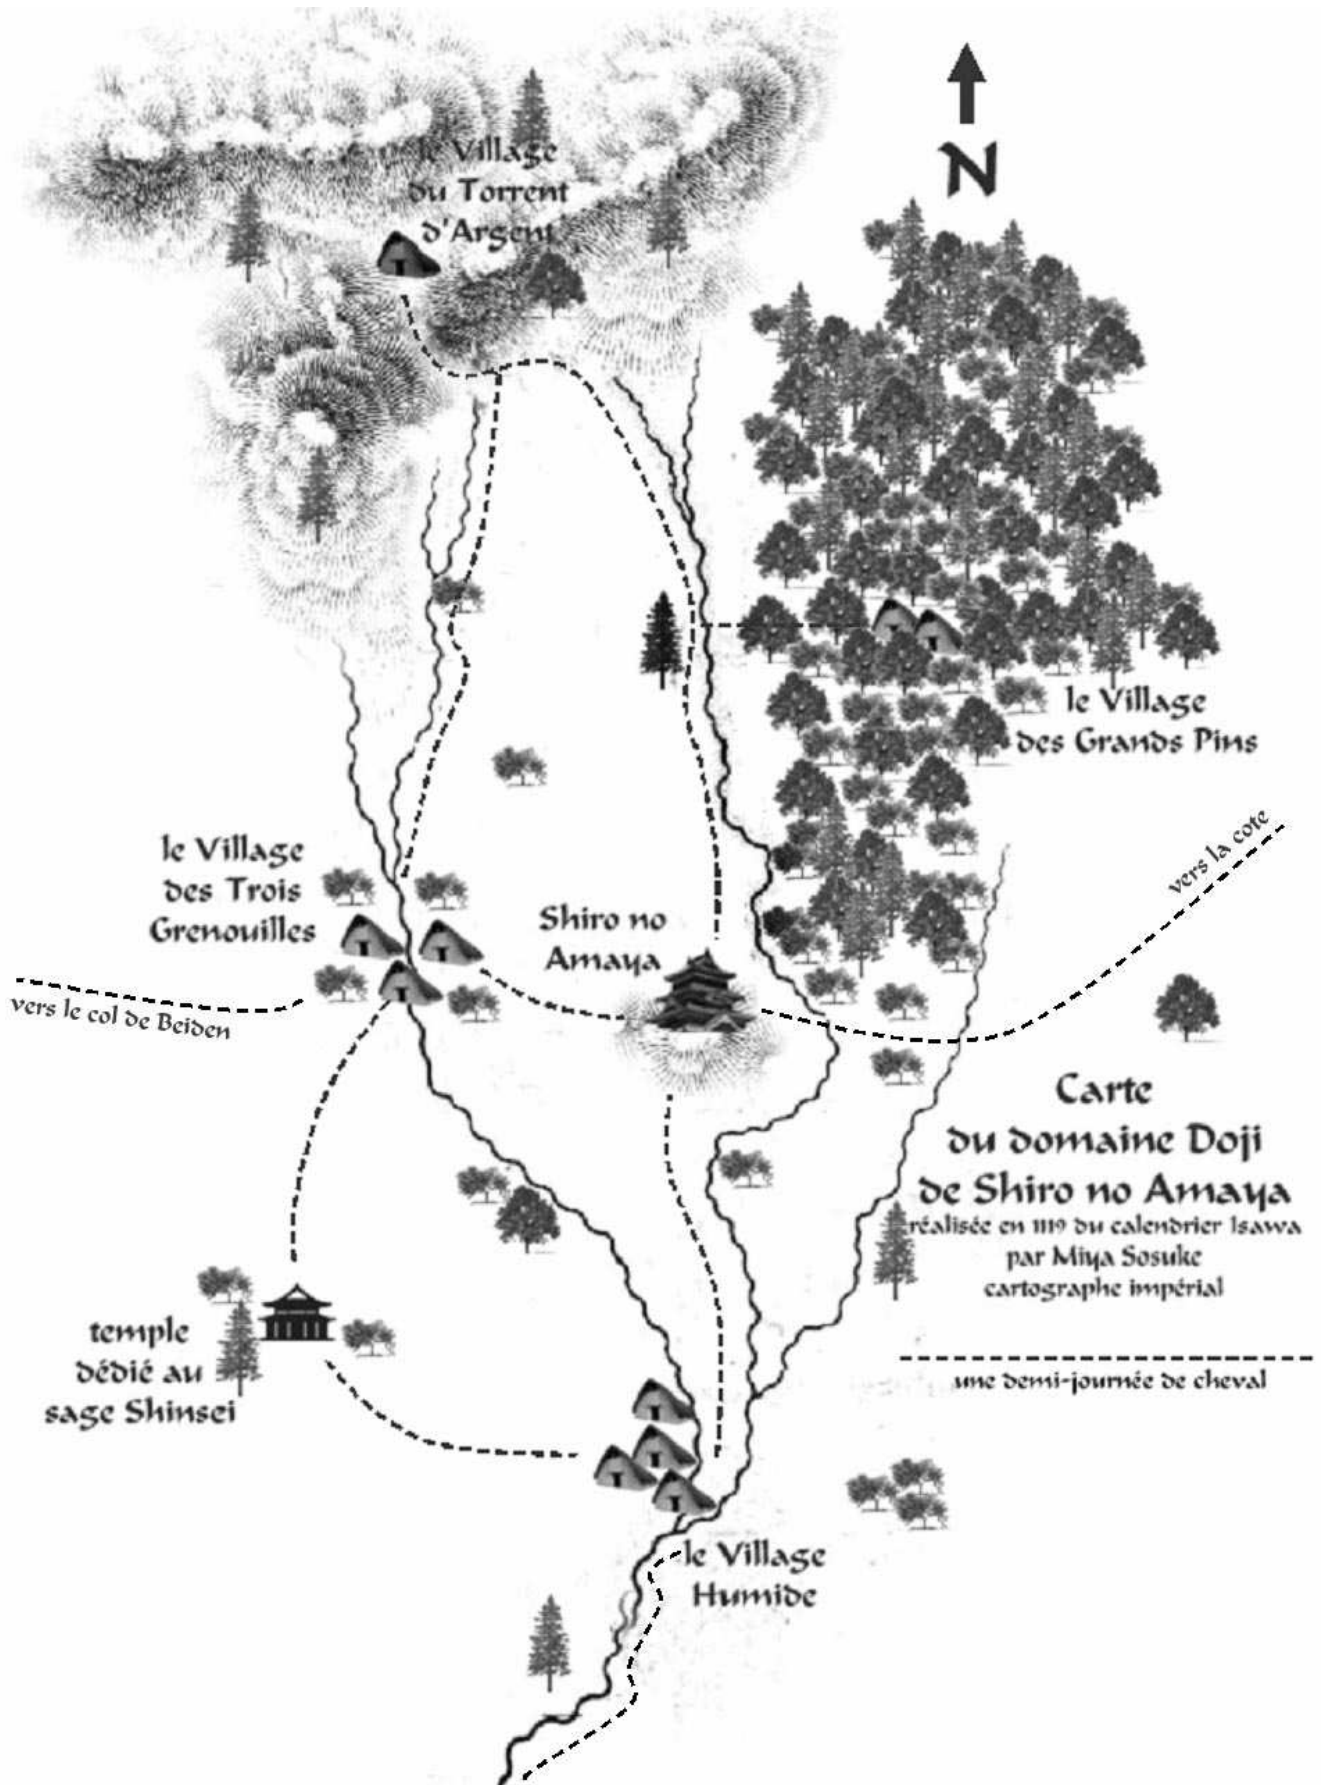 N
le Village
du Torrent
d'Argent
le Village
des Grands Pins
vers la cote
le Village
des Trois
Grenouilles
Shiro no
Amaya
vers le col de Beiden
Carte
du domaine Doji
de Shiro no Amaya
réalisée en 1119 du calendrier Isawa
par Miya Sosuke
cartographe impérial
temple
dédié au
sage Shinsei
une demi-journée de cheval
le Village
Humide